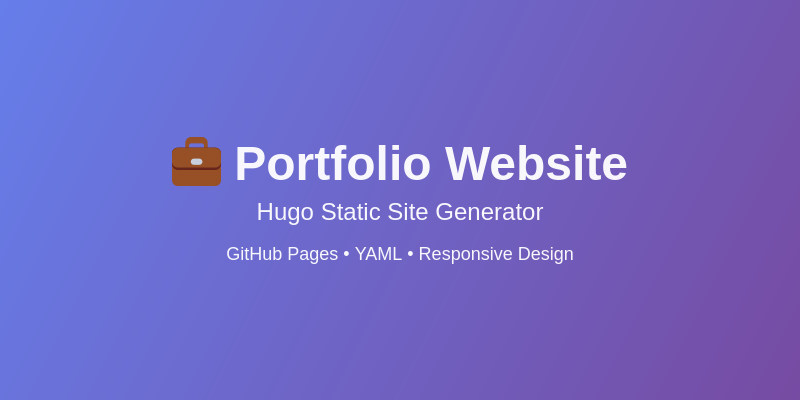 Portfolio Website
Hugo Static Site Generator
GitHub Pages • YAML • Responsive Design